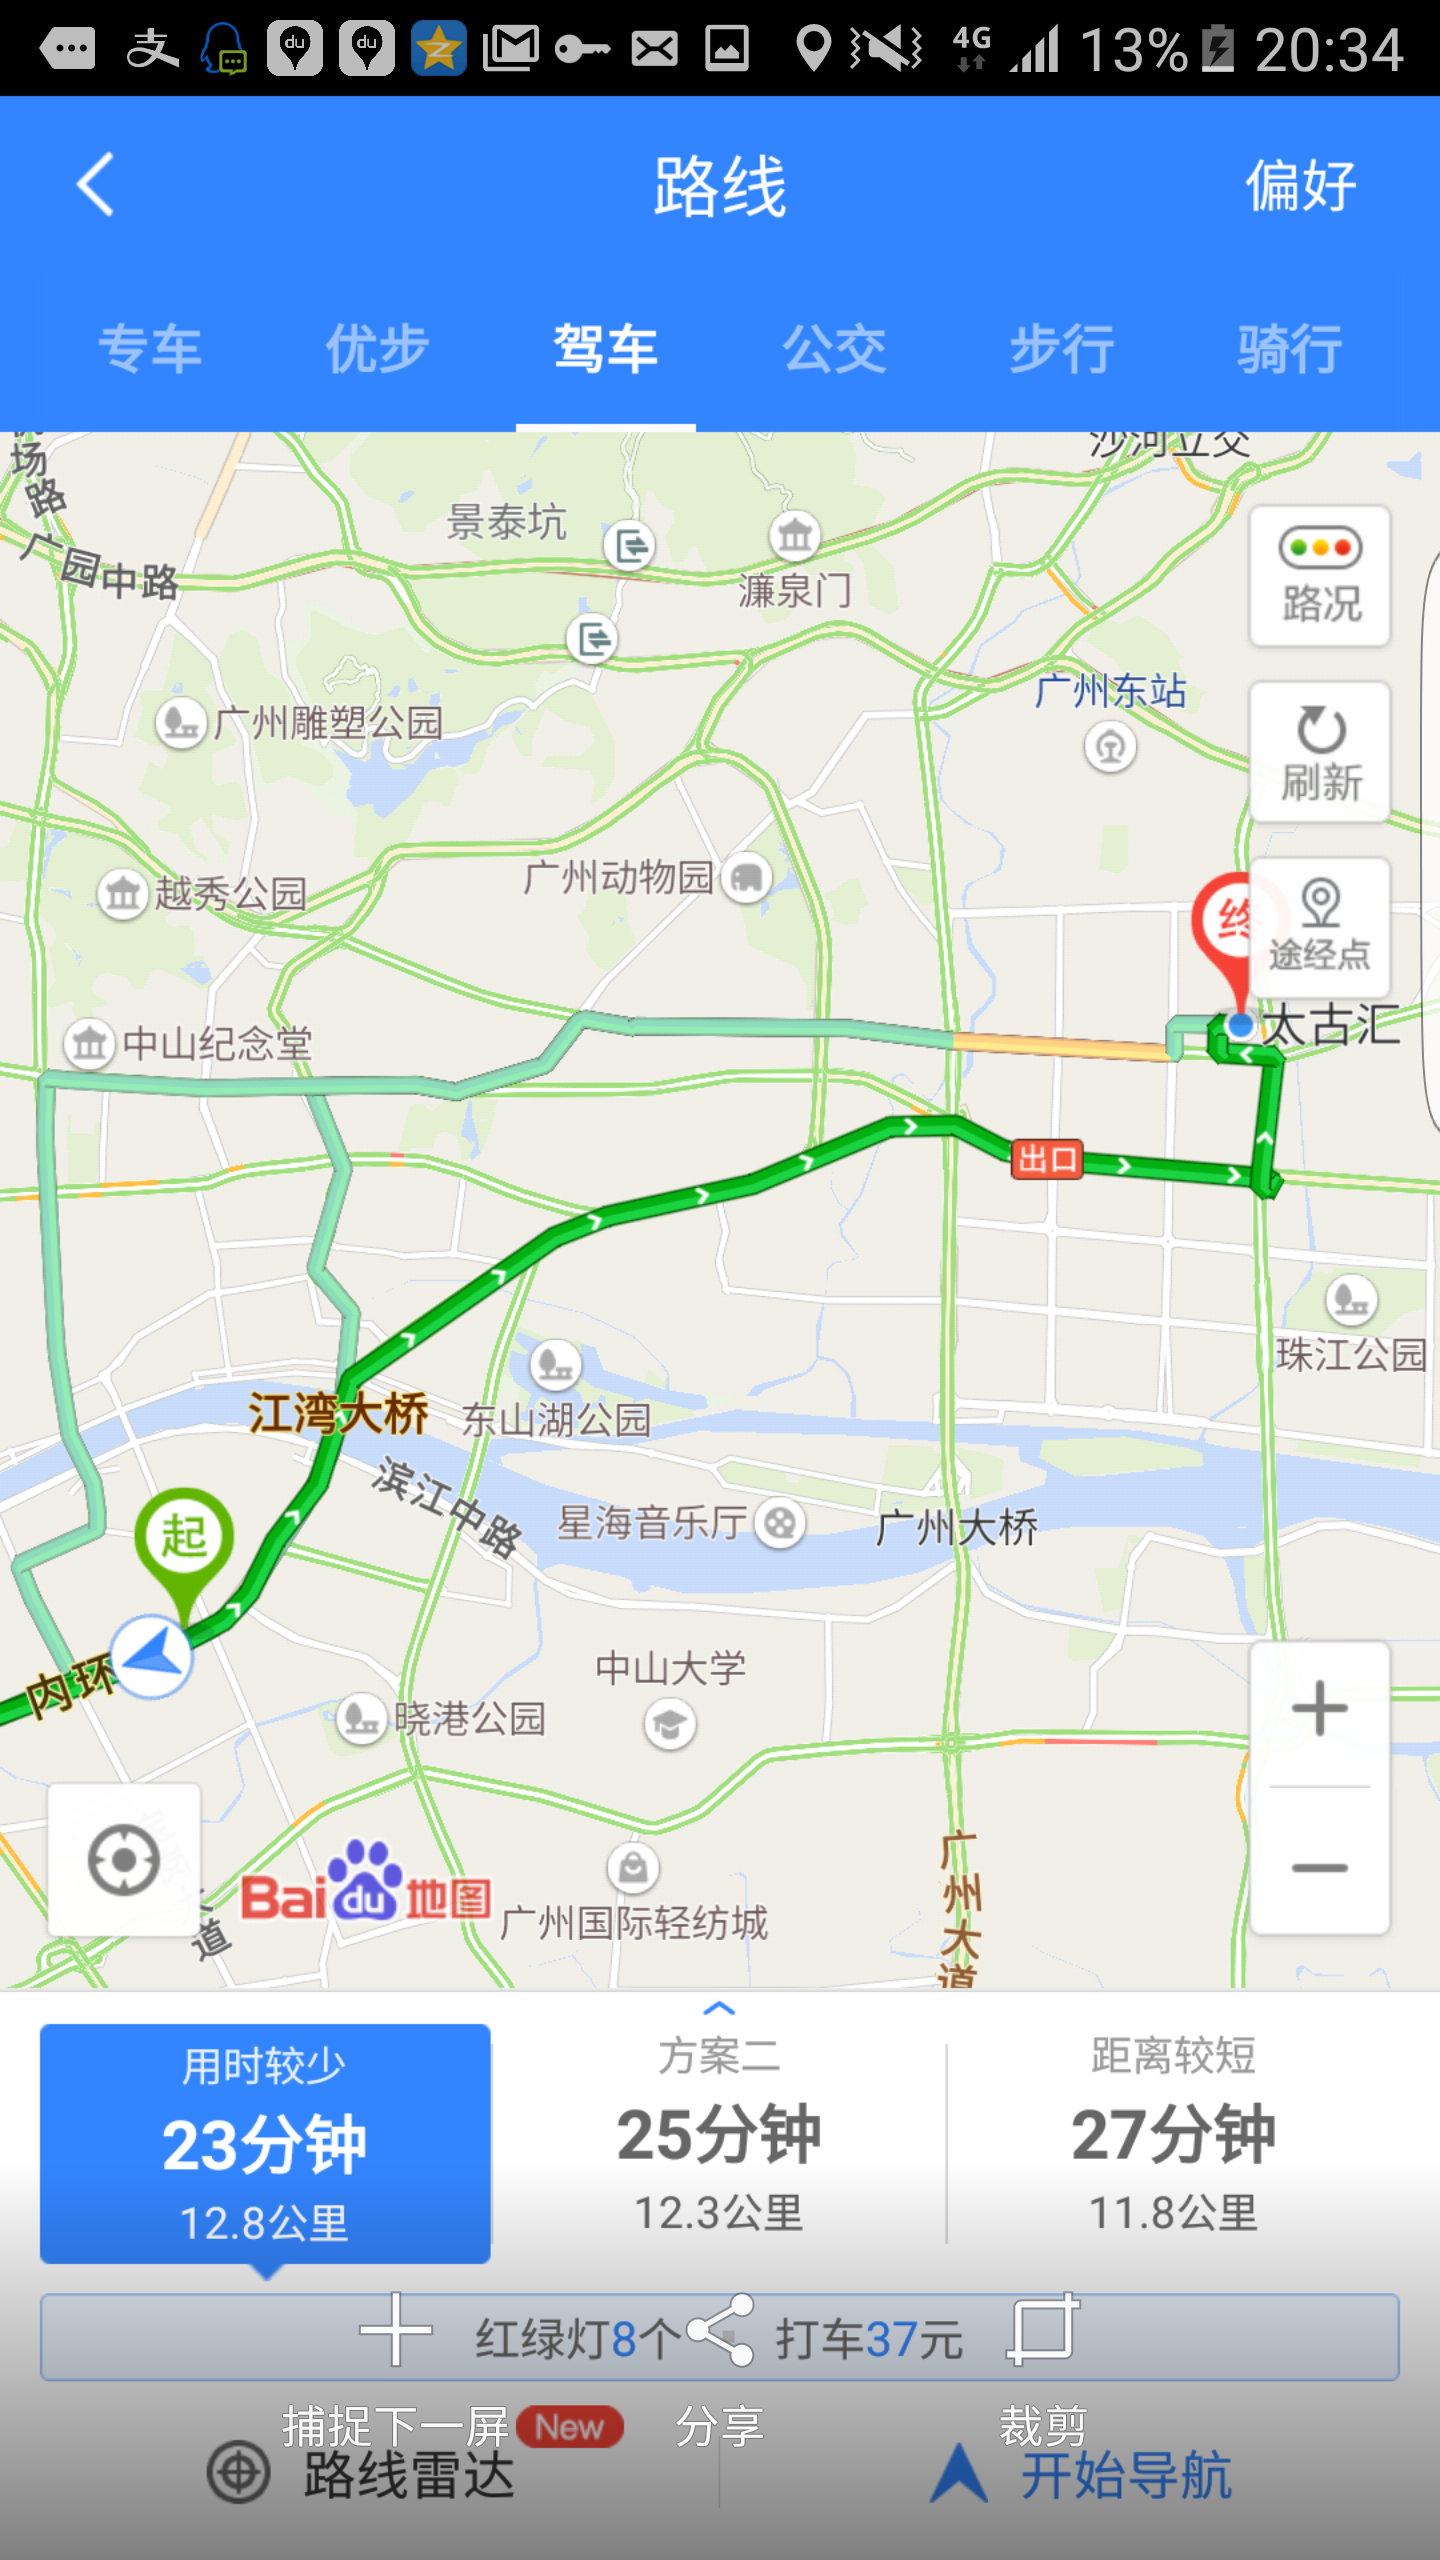 4G
13%
20:34
路线
偏好
专车
优步
驾车
公交
步行
骑行
沙河立交
场路
广园中路
景泰坑
濂泉门
路况
广州东站
刷新
广州雕塑公园
广州动物园
越秀公园
终
途经点
太古汇
中山纪念堂
出口
珠江公园
江湾大桥
东山湖公园
滨江中路
星海音乐厅
广州大桥
起
内环
中山大学
晓港公园
广州大道
道
Bai du 地图
广州国际轻纺城
用时较少
23分钟
12.8公里
方案二
25分钟
12.3公里
距离较短
27分钟
11.8公里
红绿灯8个
打车37元
捕捉下一屏
New
分享
裁剪
路线雷达
开始导航